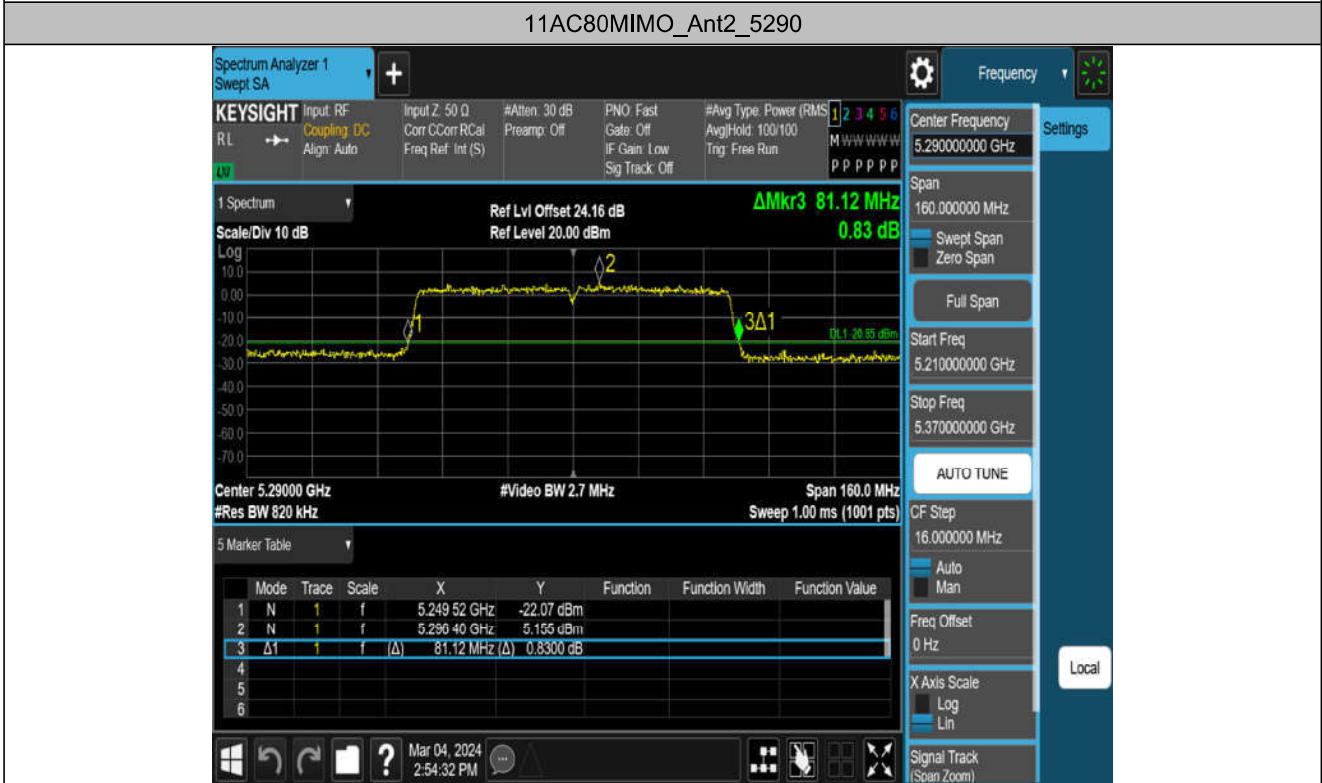 11AC80MIMO_Ant2_5290
Spectrum Analyzer 1
Swept SA
+
Frequency
KEYSIGHT
RL
LXI
Input: RF
Coupling: DC
Align: Auto
Input Z: 50 Ω
Corr CCorr RCal
Freq Ref: Int (S)
#Atten: 30 dB
Preamp: Off
PNO: Fast
Gate: Off
IF Gain: Low
Sig Track: Off
#Avg Type: Power (RMS
Avg|Hold: 100/100
Trig: Free Run
1 2 3 4 5 6
M W W W W W
P P P P P P
1 Spectrum
Scale/Div 10 dB
Ref Lvl Offset 24.16 dB
Ref Level 20.00 dBm
ΔMkr3 81.12 MHz
0.83 dB
Log
10.0
0.00
-10.0
-20.0
-30.0
-40.0
-50.0
-60.0
-70.0
2
1
3Δ1
DL1 -20.85 dBm
Center 5.29000 GHz
#Res BW 820 kHz
#Video BW 2.7 MHz
Span 160.0 MHz
Sweep 1.00 ms (1001 pts)
5 Marker Table
Mode Trace Scale X Y Function Function Width Function Value
1 N 1 f 5.249 52 GHz -22.07 dBm
2 N 1 f 5.296 40 GHz 5.155 dBm
3 Δ1 1 f (Δ) 81.12 MHz (Δ) 0.8300 dB
4
5
6
?
Mar 04, 2024
2:54:32 PM
Center Frequency
5.290000000 GHz
Settings
Span
160.000000 MHz
Swept Span
Zero Span
Full Span
Start Freq
5.210000000 GHz
Stop Freq
5.370000000 GHz
AUTO TUNE
CF Step
16.000000 MHz
Auto
Man
Freq Offset
0 Hz
X Axis Scale
Log
Lin
Local
Signal Track
(Span Zoom)